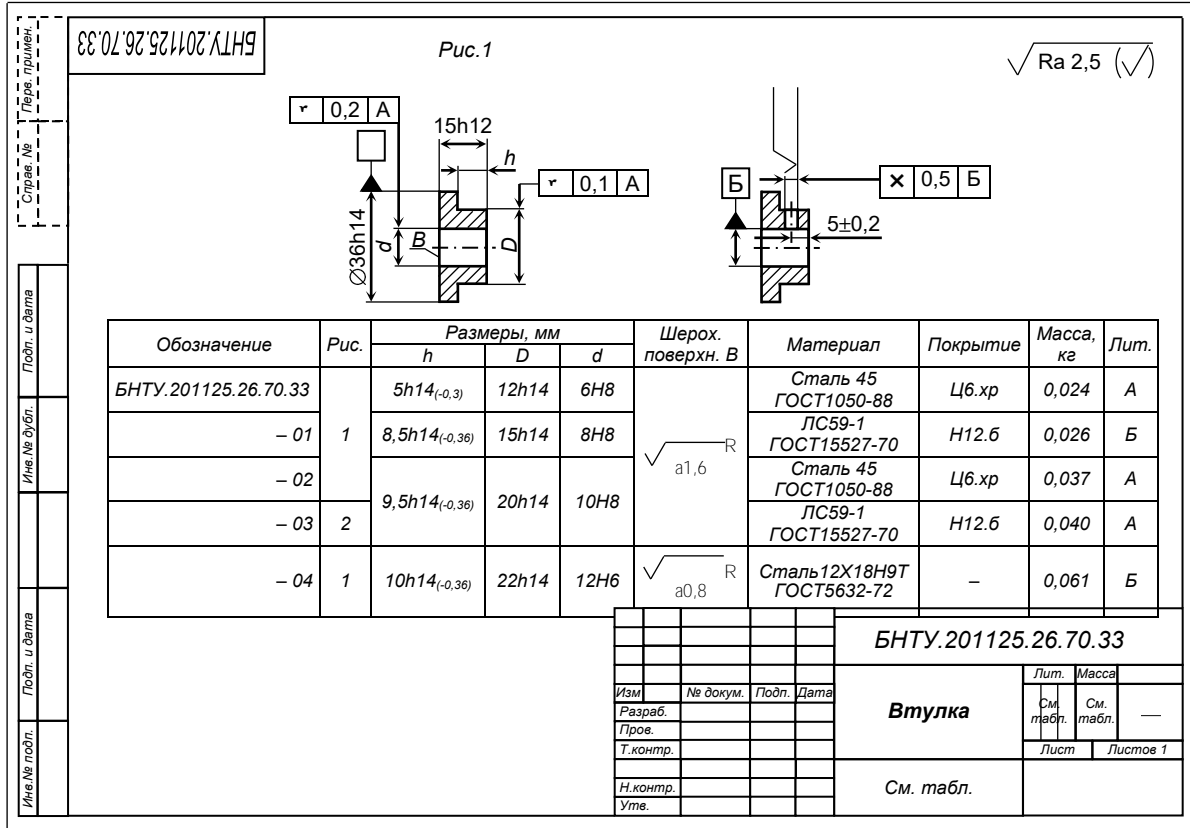 Перв. примен.
Справ. №
Подп. и дата
Инв.№ дубл.
Подп. и дата
Инв.№ подп.
БНТУ.201125.26.70.33
Рис.1
Ra 2,5 (√)
r 0,2 А
15h12
h
r 0,1 А
∅36h14
d
В
D
Б
× 0,5 Б
5±0,2
Обозначение Рис. Размеры, мм Шерох. поверхн. В Материал Покрытие Масса, кг Лит.
h D d
БНТУ.201125.26.70.33 1 5h14(-0,3) 12h14 6H8 √ Ra1,6 Сталь 45 ГОСТ1050-88 Ц6.хр 0,024 А
– 01 8,5h14(-0,36) 15h14 8H8 ЛС59-1 ГОСТ15527-70 Н12.б 0,026 Б
– 02 9,5h14(-0,36) 20h14 10H8 Сталь 45 ГОСТ1050-88 Ц6.хр 0,037 А
– 03 2 ЛС59-1 ГОСТ15527-70 Н12.б 0,040 А
– 04 1 10h14(-0,36) 22h14 12H6 √ Ra0,8 Сталь12Х18Н9Т ГОСТ5632-72 – 0,061 Б
БНТУ.201125.26.70.33
Изм № докум. Подп. Дата
Разраб.
Пров.
Т.контр.
Н.контр.
Утв.
Втулка
Лит. Масса
См. табл. См. табл. —
Лист Листов 1
См. табл.